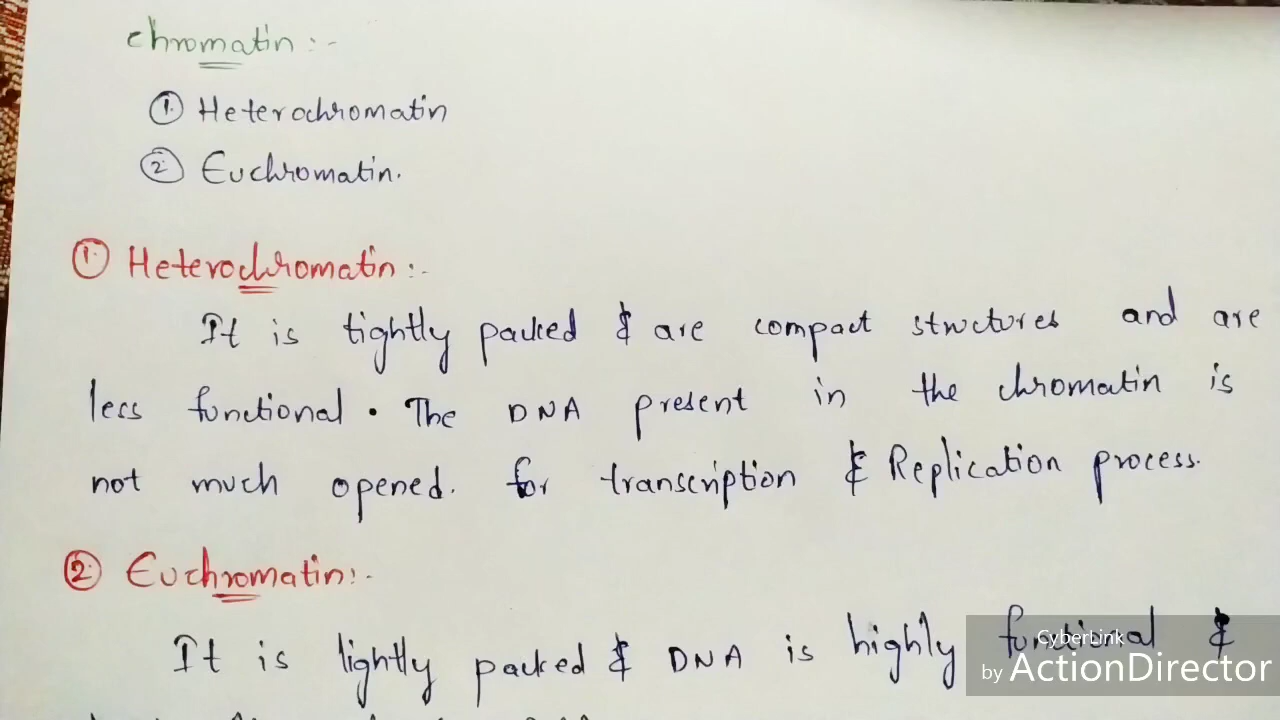 chromatin :-
① Heterochromatin
② Euchromatin.
① Heterochromatin :-
It is tightly packed & are compact structures and are
less functional. The DNA present in the chromatin is
not much opened. for transcription & Replication process.
② Euchromatin :-
It is lightly packed & DNA is highly functional &
CyberLink
by ActionDirector